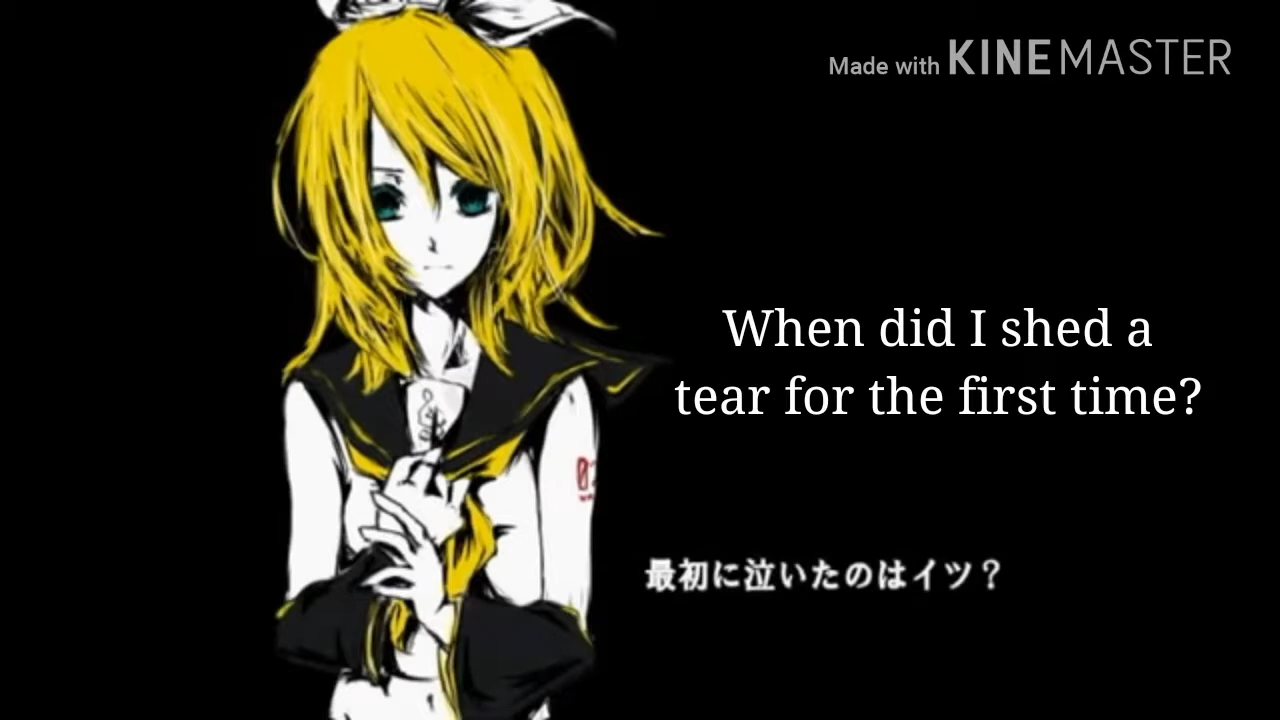 Made with KINEMASTER
When did I shed a
tear for the first time?
02
最初に泣いたのはイツ？